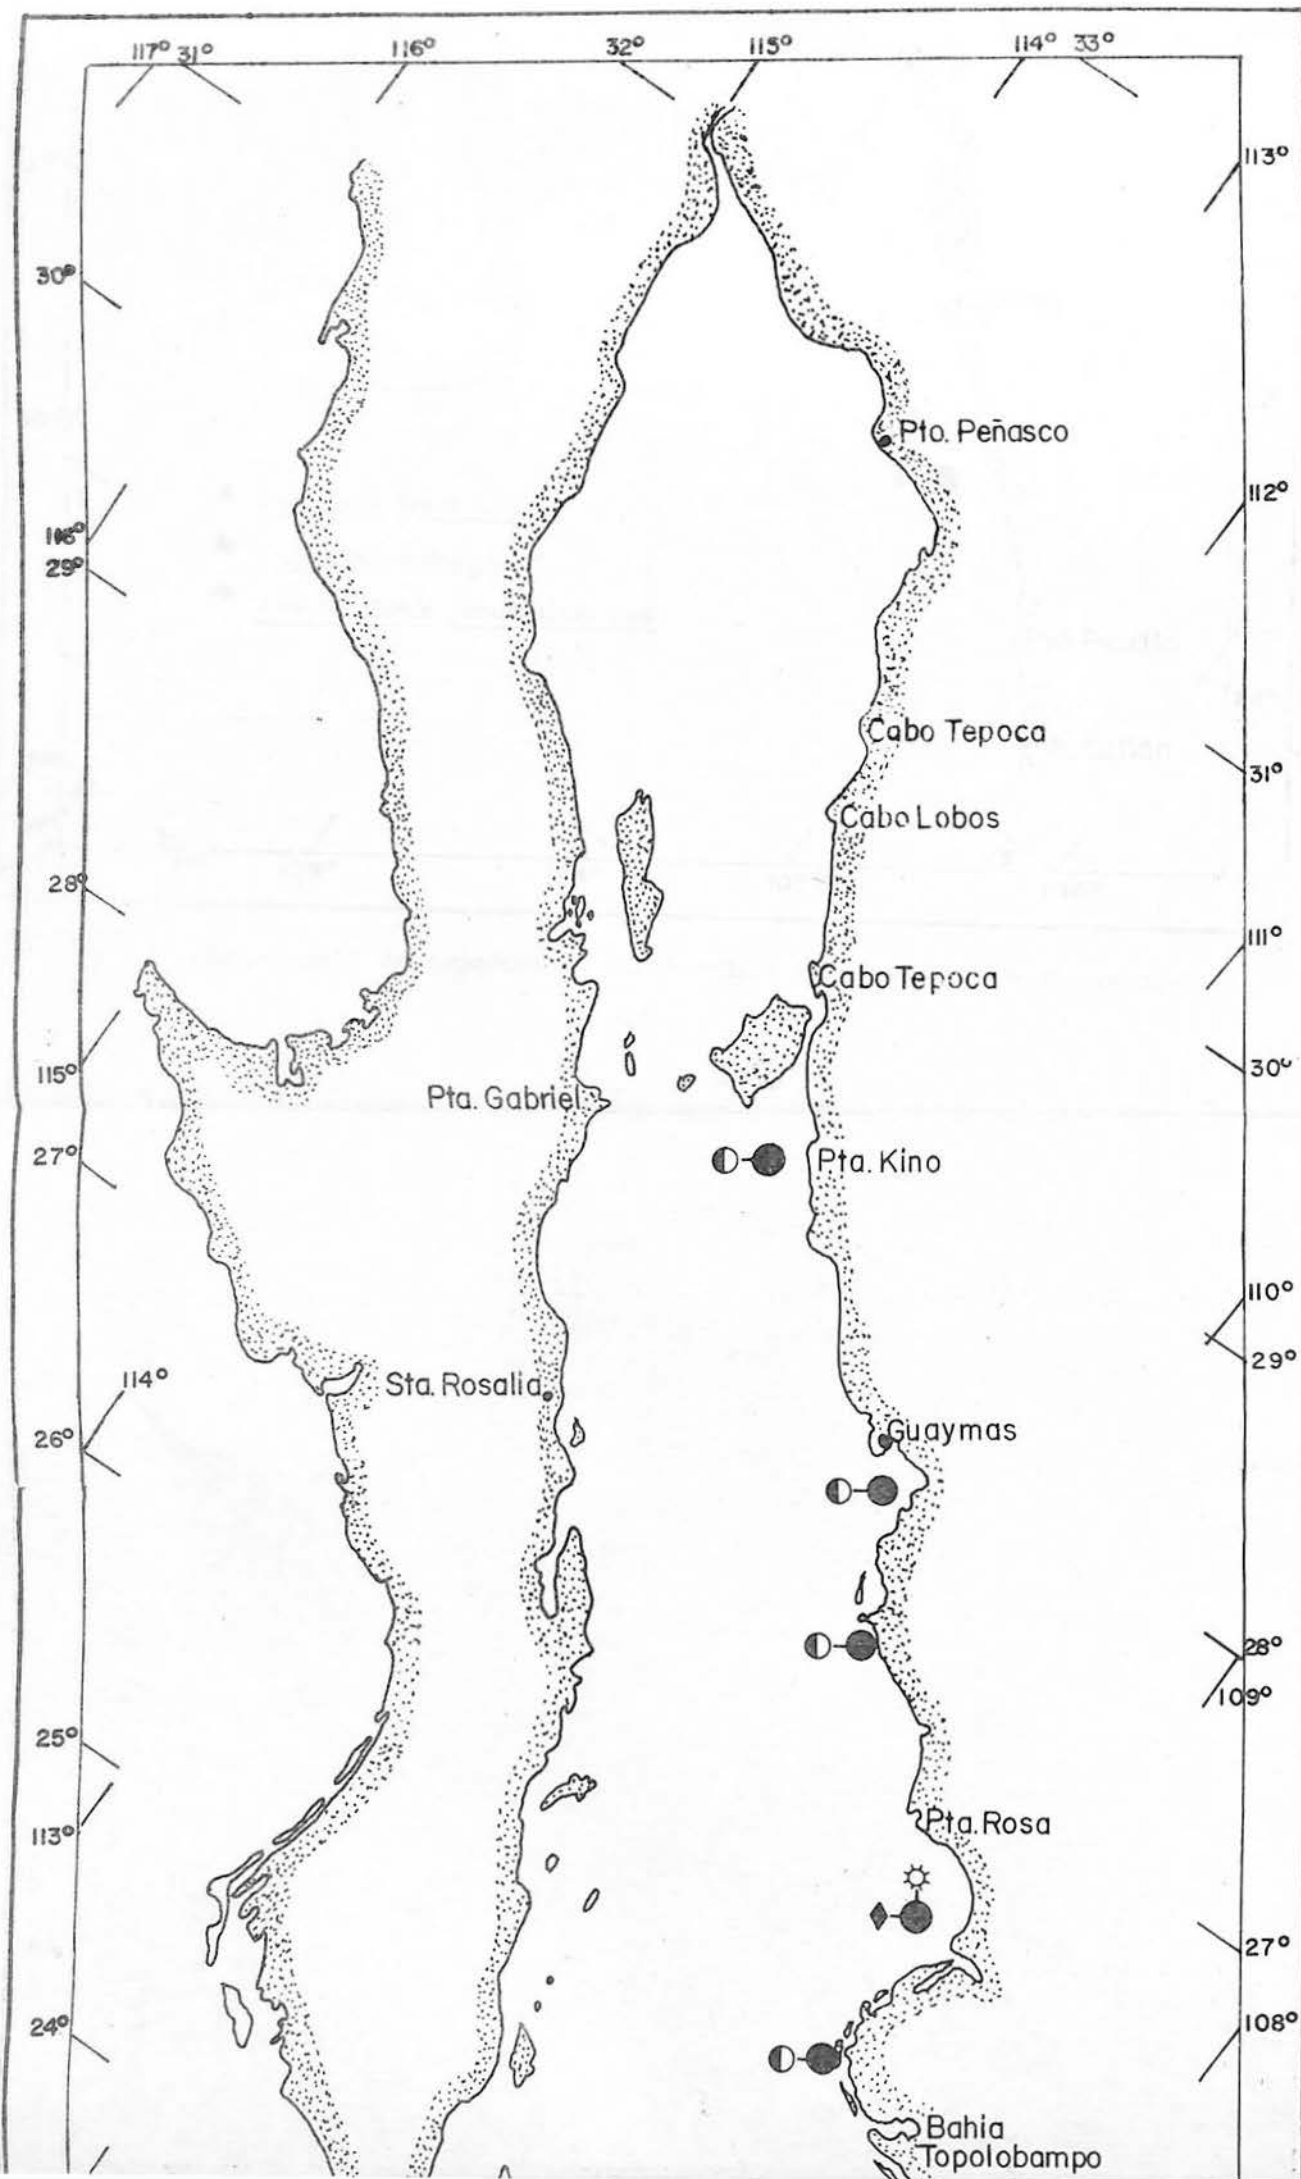 117° 31° 116° 32° 115° 114° 33°
113°
30°
Pto. Peñasco
112°
116°
29°
Cabo Tepoca
31°
Cabo Lobos
28°
111°
Cabo Tepoca
30°
115°
Pta. Gabriel
27°
Pta. Kino
110°
29°
114°
Sta. Rosalia
26°
Guaymas
28°
109°
25°
113°
Pta. Rosa
27°
24°
108°
Bahia
Topolobampo